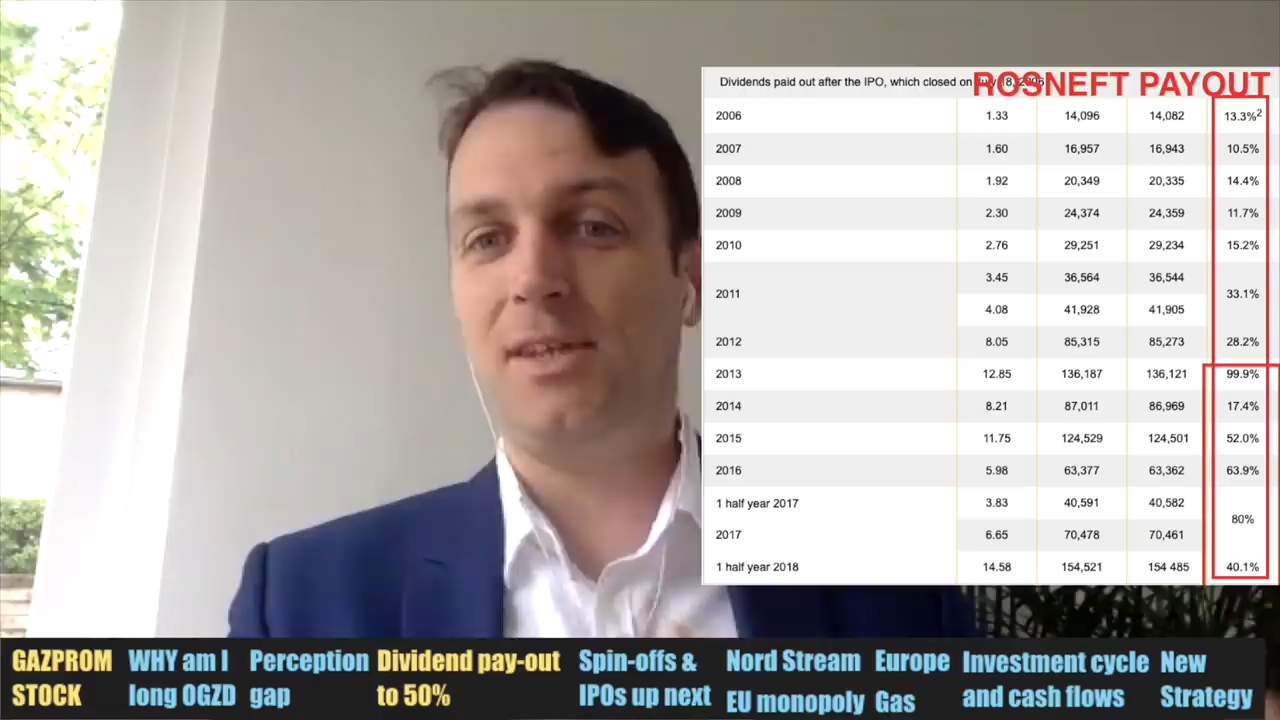 Dividends paid out after the IPO, which closed on July 18, 2006
ROSNEFT PAYOUT
2006 1.33 14,096 14,082 13.3%2
2007 1.60 16,957 16,943 10.5%
2008 1.92 20,349 20,335 14.4%
2009 2.30 24,374 24,359 11.7%
2010 2.76 29,251 29,234 15.2%
3.45 36,564 36,544
2011 33.1%
4.08 41,928 41,905
2012 8.05 85,315 85,273 28.2%
2013 12.85 136,187 136,121 99.9%
2014 8.21 87,011 86,969 17.4%
2015 11.75 124,529 124,501 52.0%
2016 5.98 63,377 63,362 63.9%
1 half year 2017 3.83 40,591 40,582
80%
2017 6.65 70,478 70,461
1 half year 2018 14.58 154,521 154 485 40.1%
GAZPROM
STOCK
WHY am I
long OGZD
Perception
gap
Dividend pay-out
to 50%
Spin-offs &
IPOs up next
Nord Stream
EU monopoly
Europe
Gas
Investment cycle
and cash flows
New
Strategy